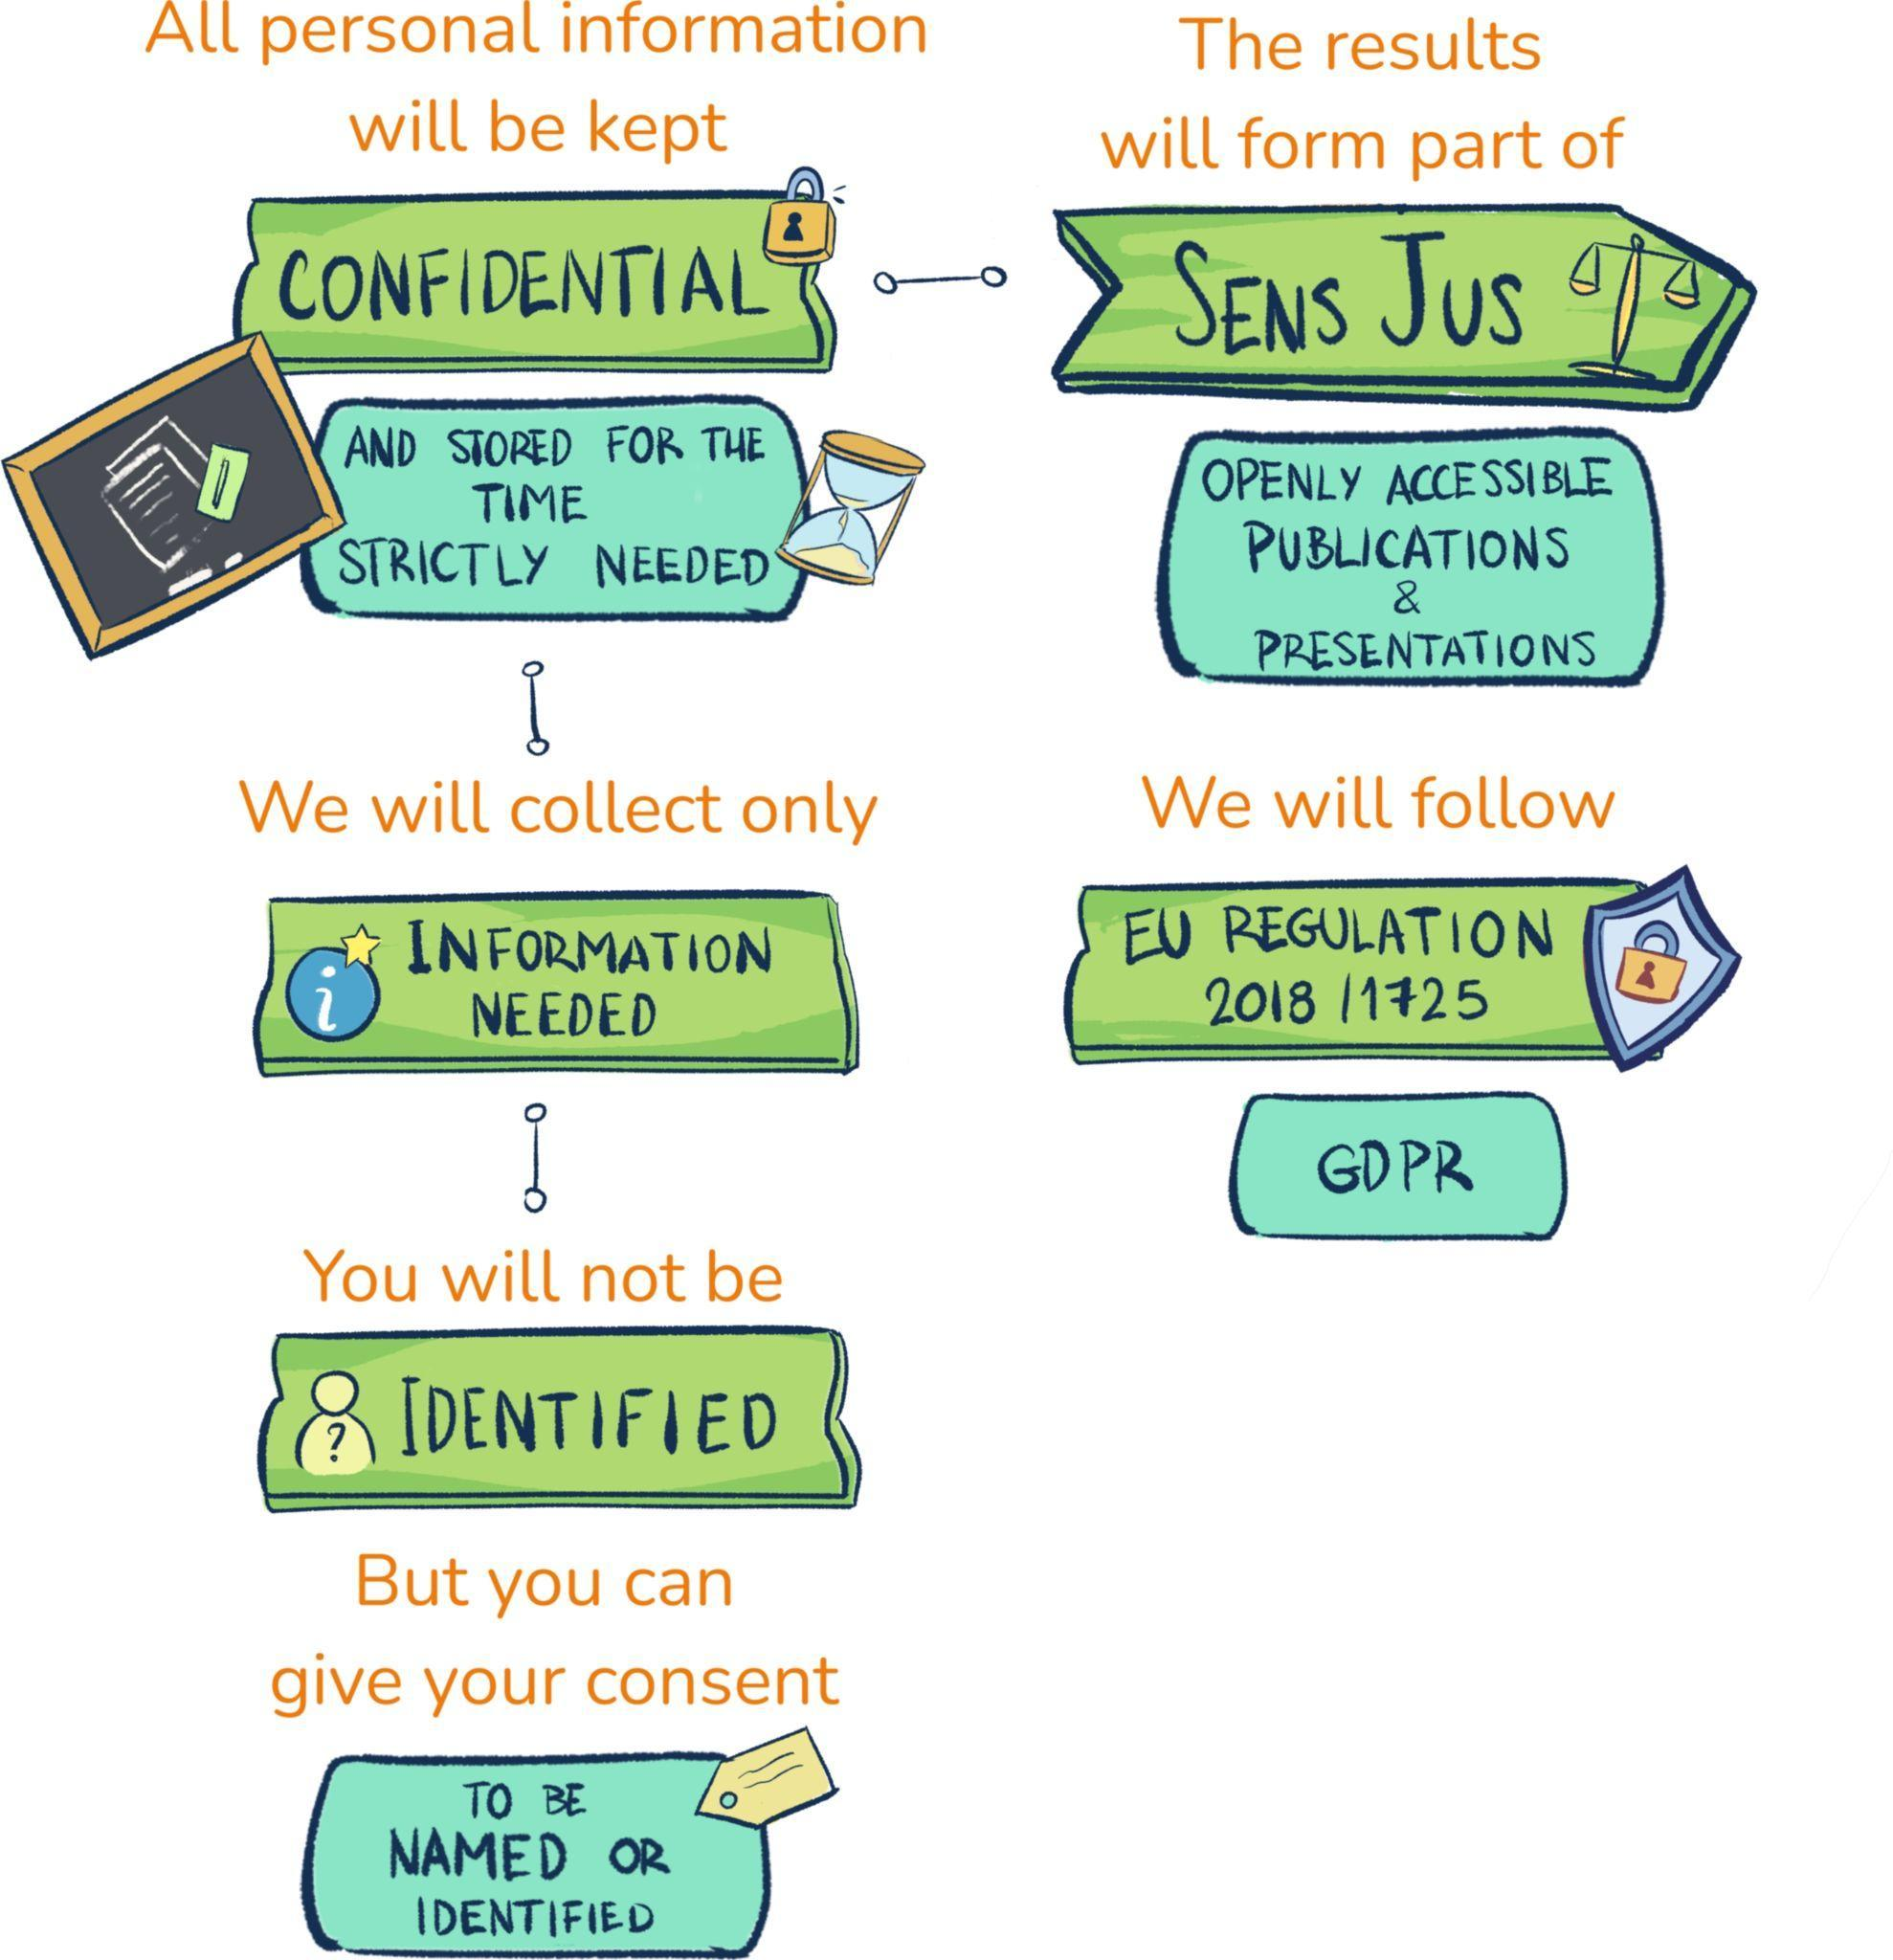 All personal information
will be kept
CONFIDENTIAL
AND STORED FOR THE
TIME
STRICTLY NEEDED
We will collect only
i
INFORMATION
NEEDED
You will not be
?
IDENTIFIED
But you can
give your consent
TO BE
NAMED OR
IDENTIFIED
The results
will form part of
SENS JUS
OPENLY ACCESSIBLE
PUBLICATIONS
&
PRESENTATIONS
We will follow
EU REGULATION
2018/1725
GDPR